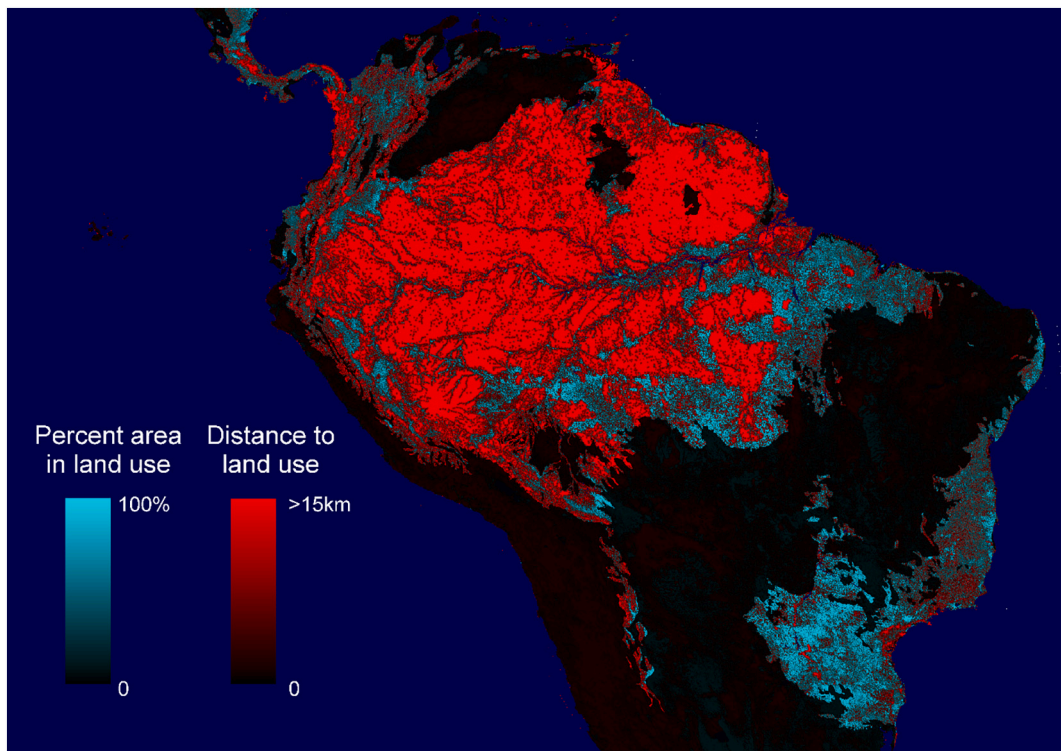 Percent area
in land use
Distance to
land use
100%
0
>15km
0